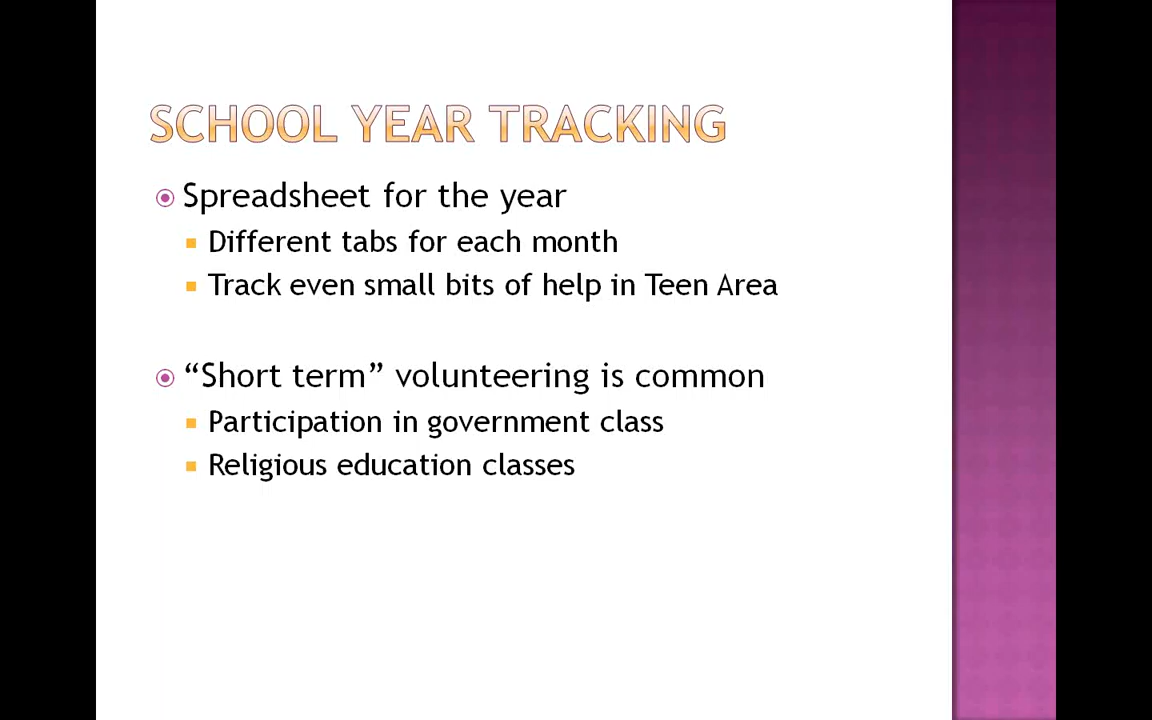 SCHOOL YEAR TRACKING
Spreadsheet for the year
Different tabs for each month
Track even small bits of help in Teen Area
“Short term” volunteering is common
Participation in government class
Religious education classes